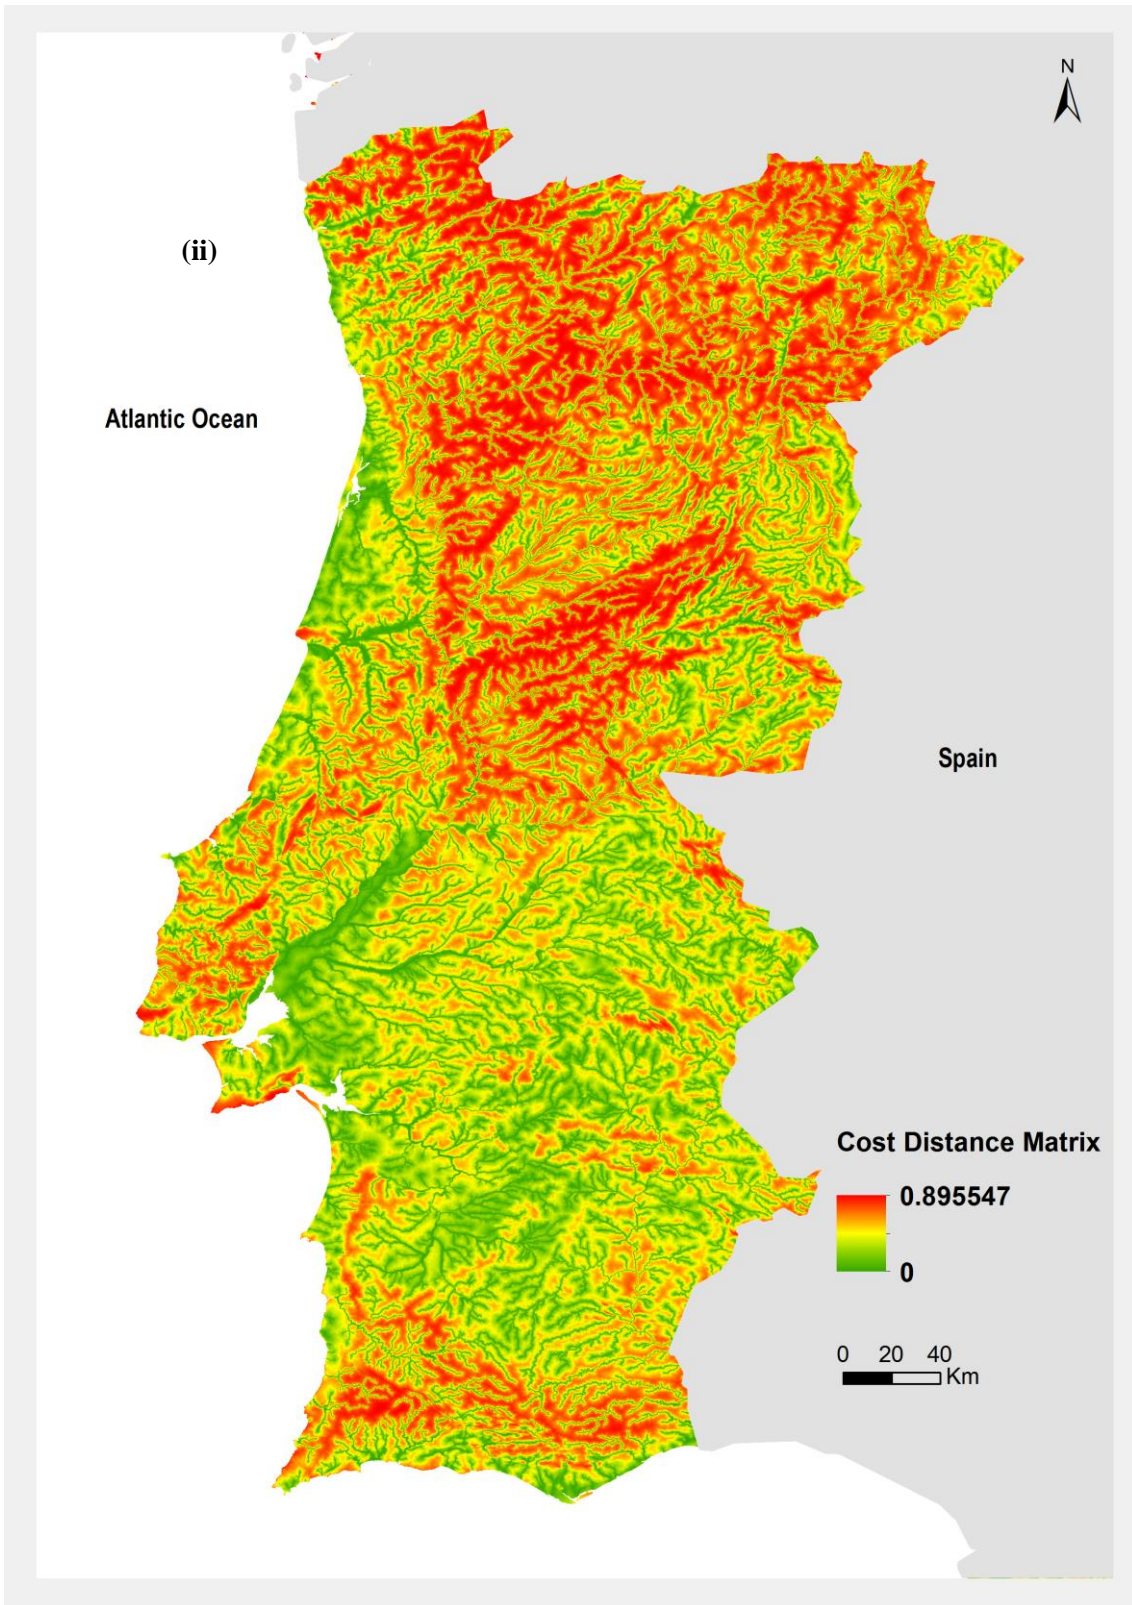 N
(ii)
Atlantic Ocean
Spain
Cost Distance Matrix
0.895547
0
0 20 40
Km